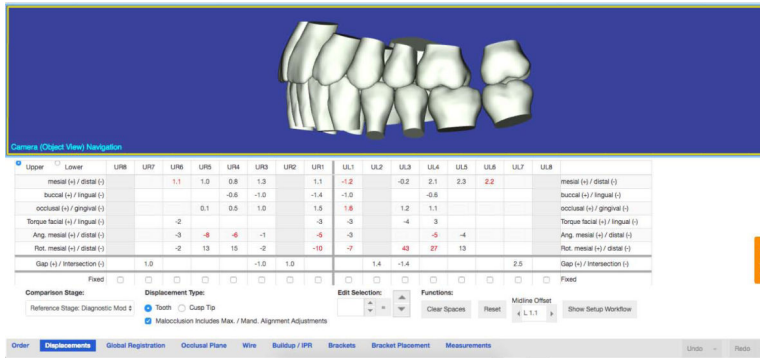 Camera (Object View) Navigation
Upper Lower UR8 UR7 UR6 UR5 UR4 UR3 UR2 UR1 UL1 UL2 UL3 UL4 UL5 UL6 UL7 UL8
mesial (+) / distal (-) 1.1 1.0 0.8 1.3 1.1 -1.2 -0.2 2.1 2.3 2.2 mesial (+) / distal (-)
buccal (+) / lingual (-) -0.6 -1.0 -1.4 -1.0 -0.6 buccal (+) / lingual (-)
occlusal (+) / gingival (-) 0.1 0.5 1.0 1.5 1.6 1.2 1.1 occlusal (+) / gingival (-)
Torque facial (+) / lingual (-) -2 -3 -3 -4 3 Torque facial (+) / lingual (-)
Ang. mesial (+) / distal (-) -3 -8 -6 -1 -5 -3 -5 -4 Ang. mesial (+) / distal (-)
Rot. mesial (+) / distal (-) -2 13 15 -2 -10 -7 43 27 13 Rot. mesial (+) / distal (-)
Gap (+) / Intersection (-) 1.0 -1.0 1.0 1.4 -1.4 2.5 Gap (+) / Intersection (-)
Fixed Fixed
Comparison Stage: Displacement Type: Edit Selection: Functions:
Reference Stage: Diagnostic Mod Tooth Cusp Tip = Clear Spaces Reset Midline Offset L 1.1 Show Setup Workflow
Malocclusion Includes Max. / Mand. Alignment Adjustments
Order Displacements Global Registration Occlusal Plane Wire Buildup / IPR Brackets Bracket Placement Measurements Undo Redo